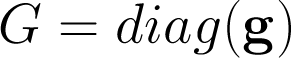 G = diag(g)